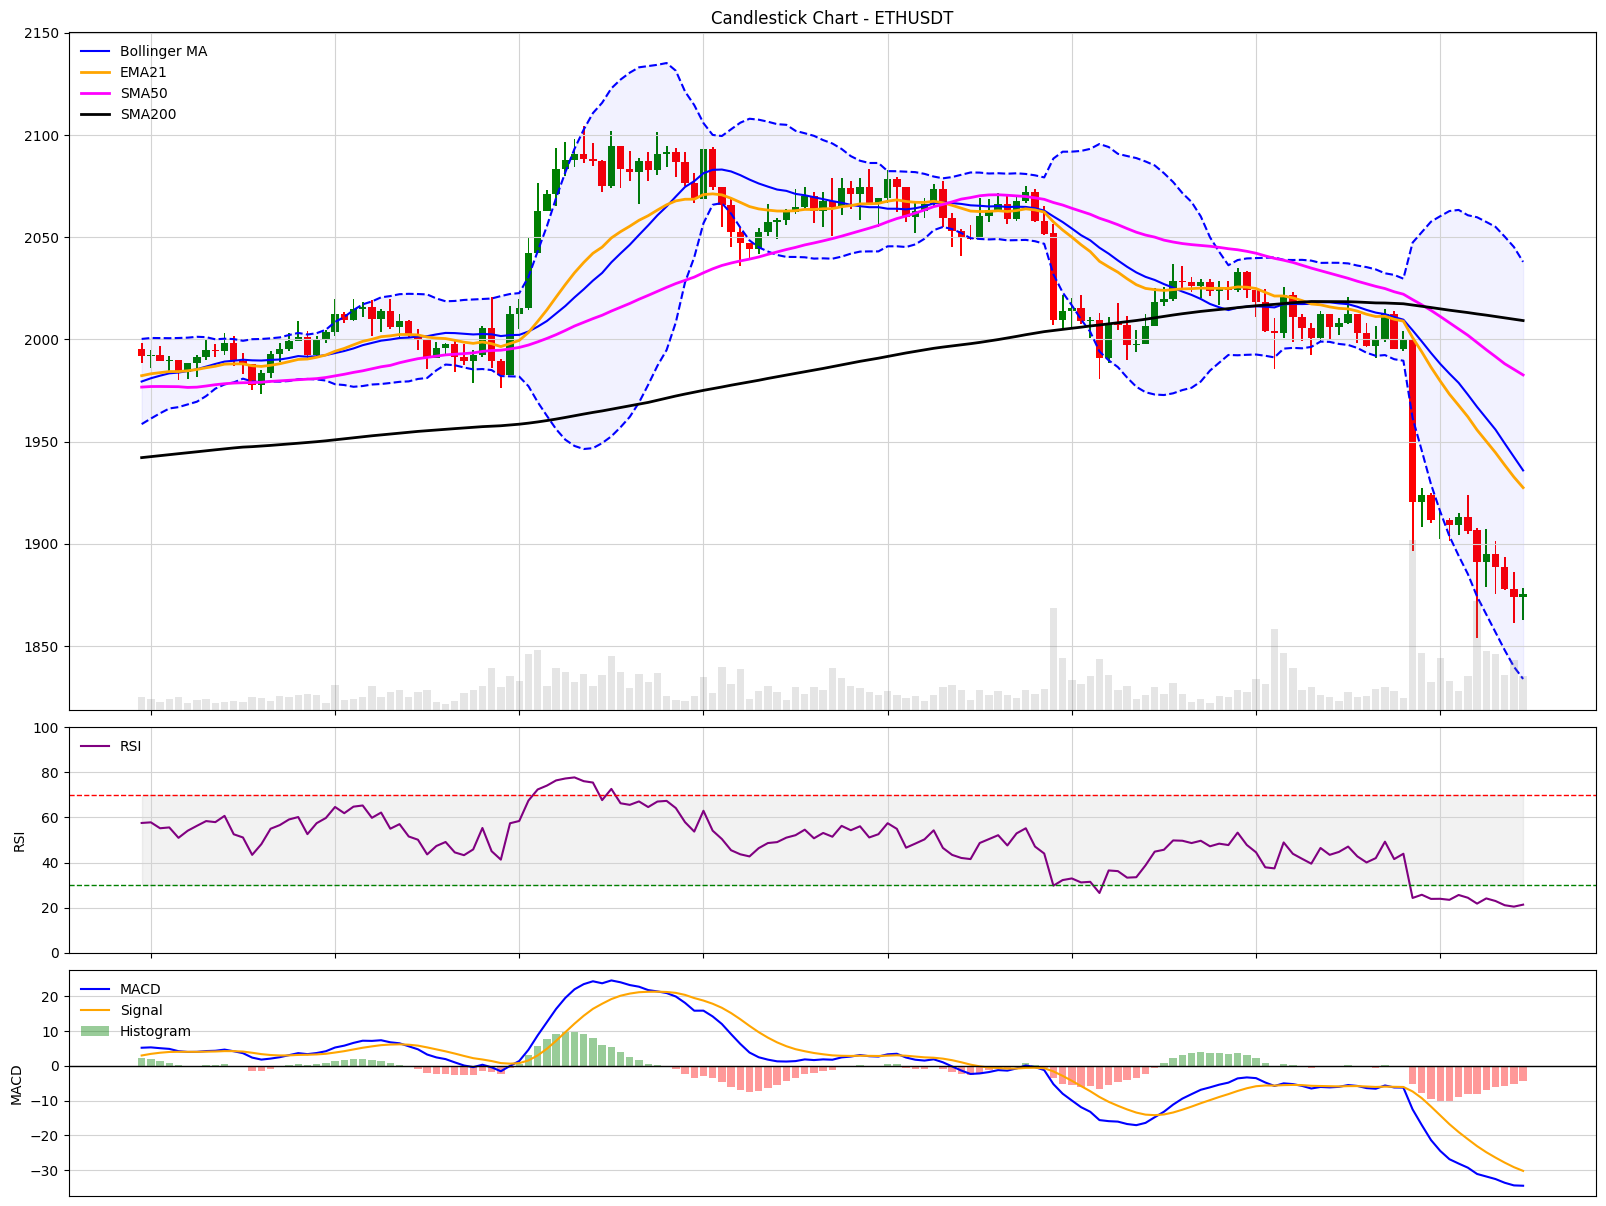 Candlestick Chart - ETHUSDT
2150
2100
2050
2000
1950
1900
1850
Bollinger MA
EMA21
SMA50
SMA200
100
80
60
40
20
0
RSI
RSI
20
10
0
−10
−20
−30
MACD
MACD
Signal
Histogram